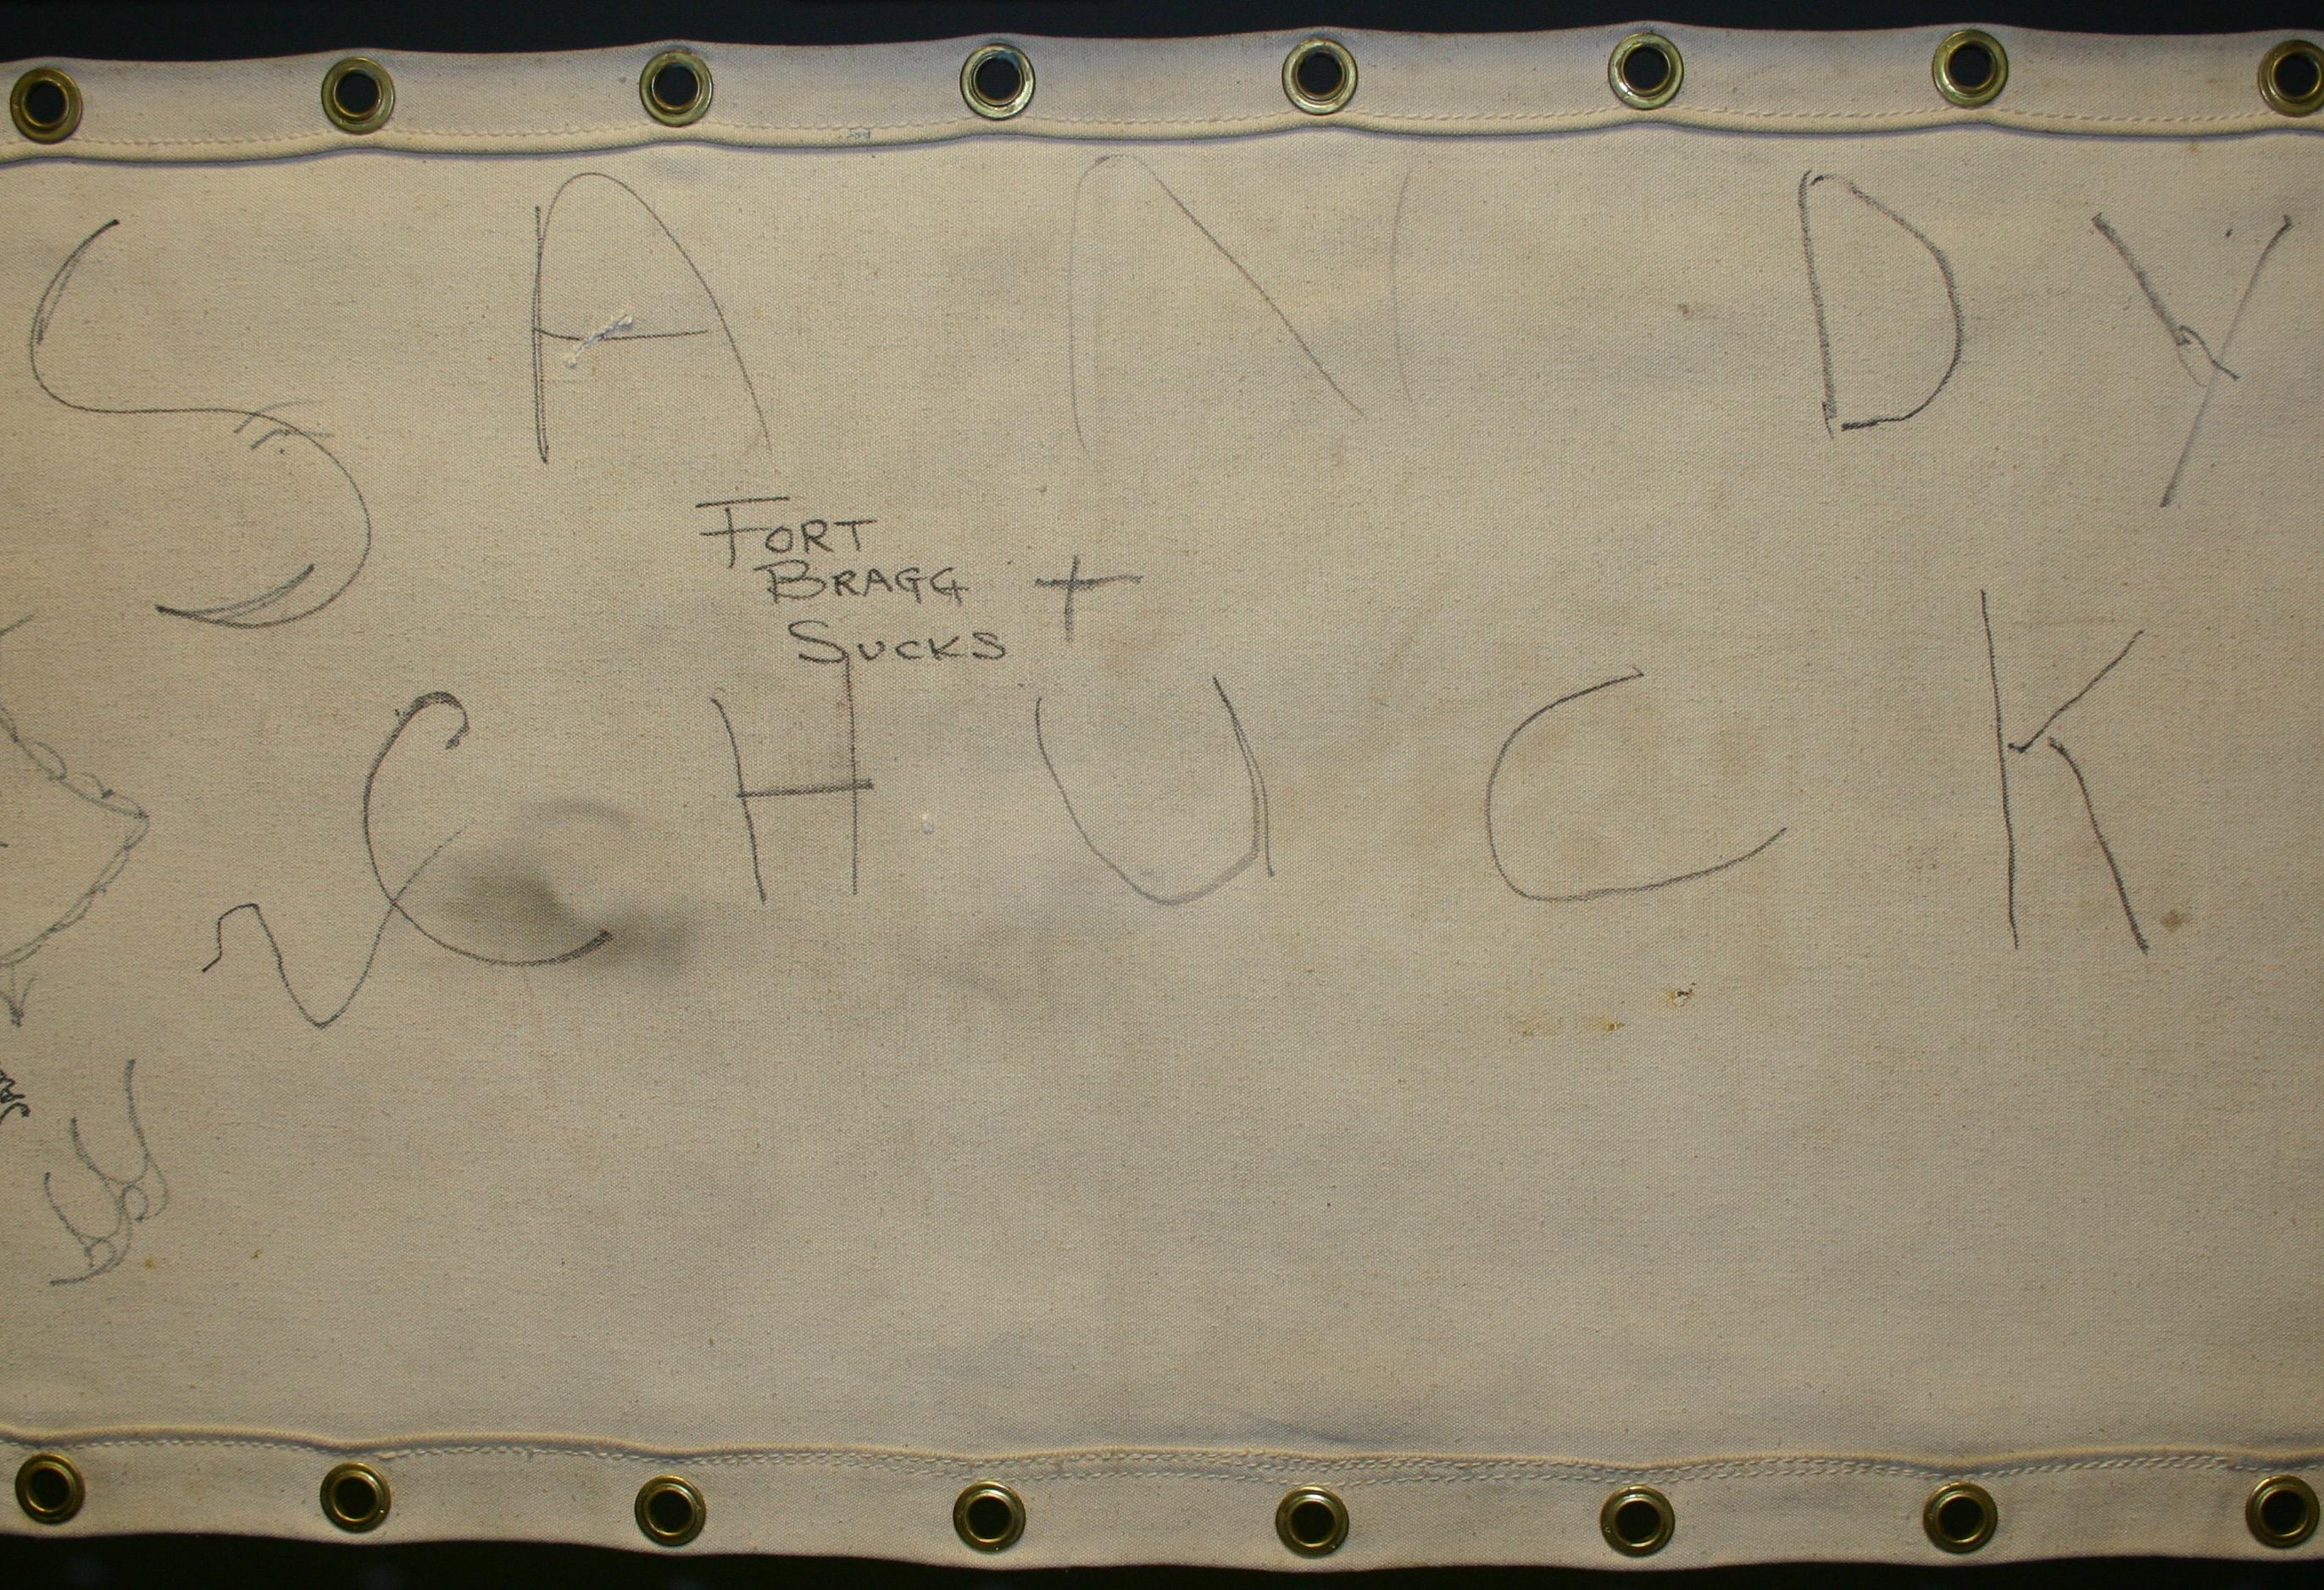 SANDY
FORT
BRAGG
+
SUCKS
CHUCK